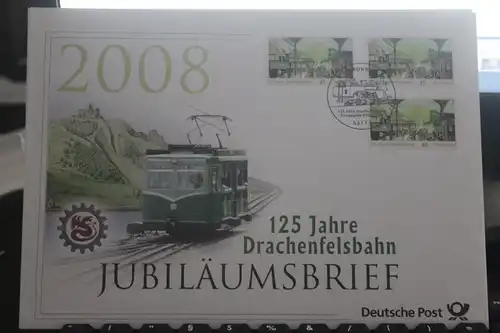 2008
125 Jahre
Drachenfelsbahn
JUBILÄUMSBRIEF
Deutsche Post